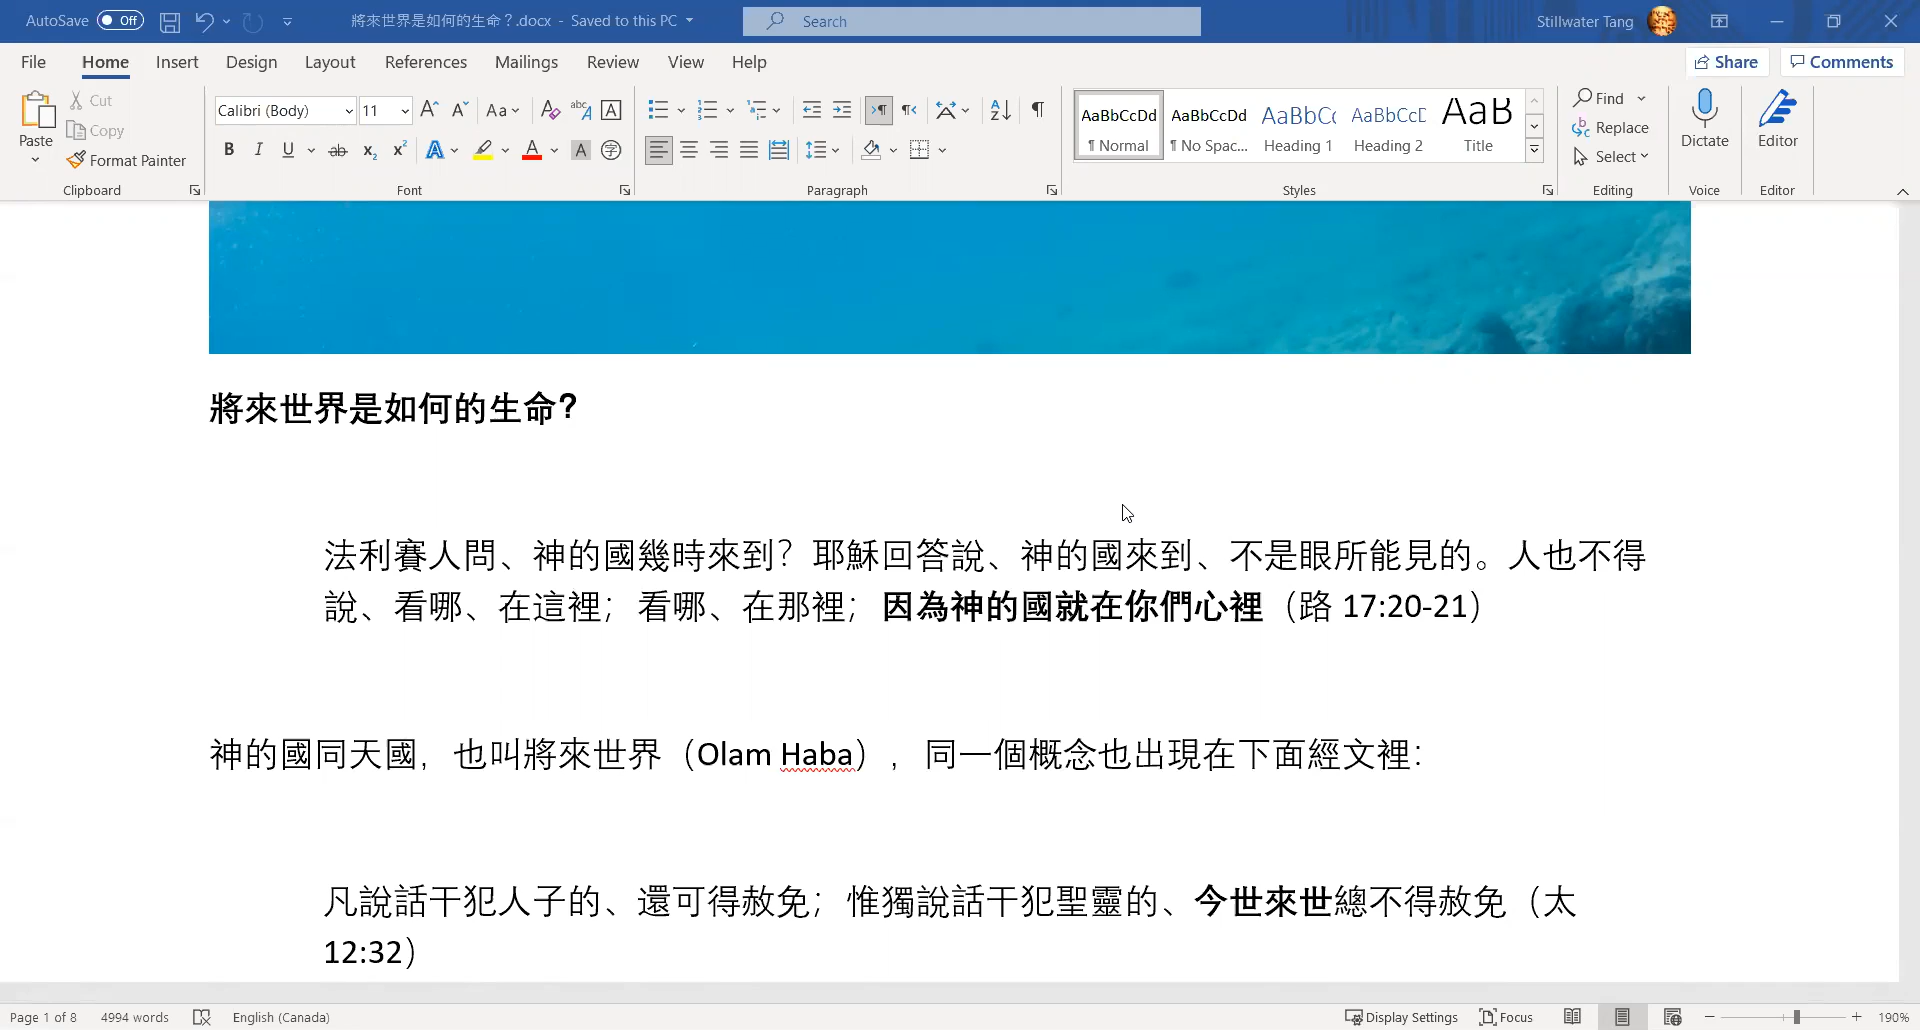 AutoSave Off 將來世界是如何的生命？.docx - Saved to this PC Search Stillwater Tang
File Home Insert Design Layout References Mailings Review View Help Share Comments
Paste Cut Copy Format Painter Clipboard
Calibri (Body) 11 Font
Paragraph
AaBbCcDd AaBbCcDd AaBbCc AaBbCcD AaB
¶ Normal ¶ No Spac... Heading 1 Heading 2 Title
Styles
Find Replace Select Editing
Dictate Voice
Editor Editor
將來世界是如何的生命？
法利賽人問、神的國幾時來到？耶穌回答說、神的國來到、不是眼所能見的。人也不得
說、看哪、在這裡；看哪、在那裡；因為神的國就在你們心裡（路 17:20-21）
神的國同天國，也叫將來世界（Olam Haba），同一個概念也出現在下面經文裡：
凡說話干犯人子的、還可得赦免；惟獨說話干犯聖靈的、今世來世總不得赦免（太
12:32）
Page 1 of 8 4994 words English (Canada) Display Settings Focus 190%